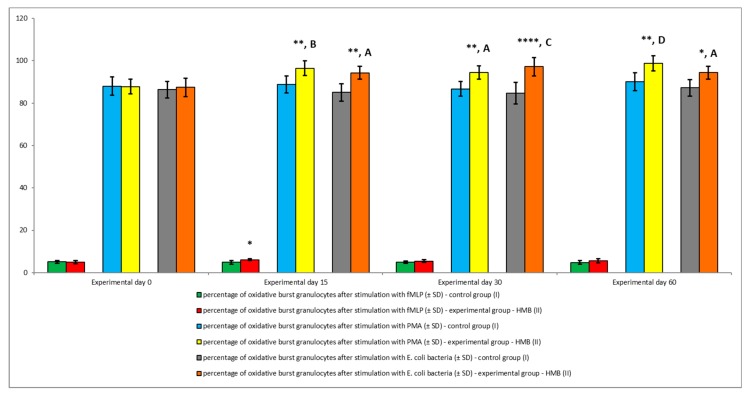 120
100
80
60
40
20
0
**, B
**, A
*
**, A
****, C
**, D
*, A
Experimental day 0
Experimental day 15
Experimental day 30
Experimental day 60
percentage of oxidative burst granulocytes after stimulation with fMLP (± SD) - control group (I)
percentage of oxidative burst granulocytes after stimulation with fMLP (± SD) - experimental group - HMB (II)
percentage of oxidative burst granulocytes after stimulation with PMA (± SD) - control group (I)
percentage of oxidative burst granulocytes after stimulation with PMA (± SD) - experimental group - HMB (II)
percentage of oxidative burst granulocytes after stimulation with E. coli bacteria (± SD) - control group (I)
percentage of oxidative burst granulocytes after stimulation with E. coli bacteria (± SD) - experimental group - HMB (II)